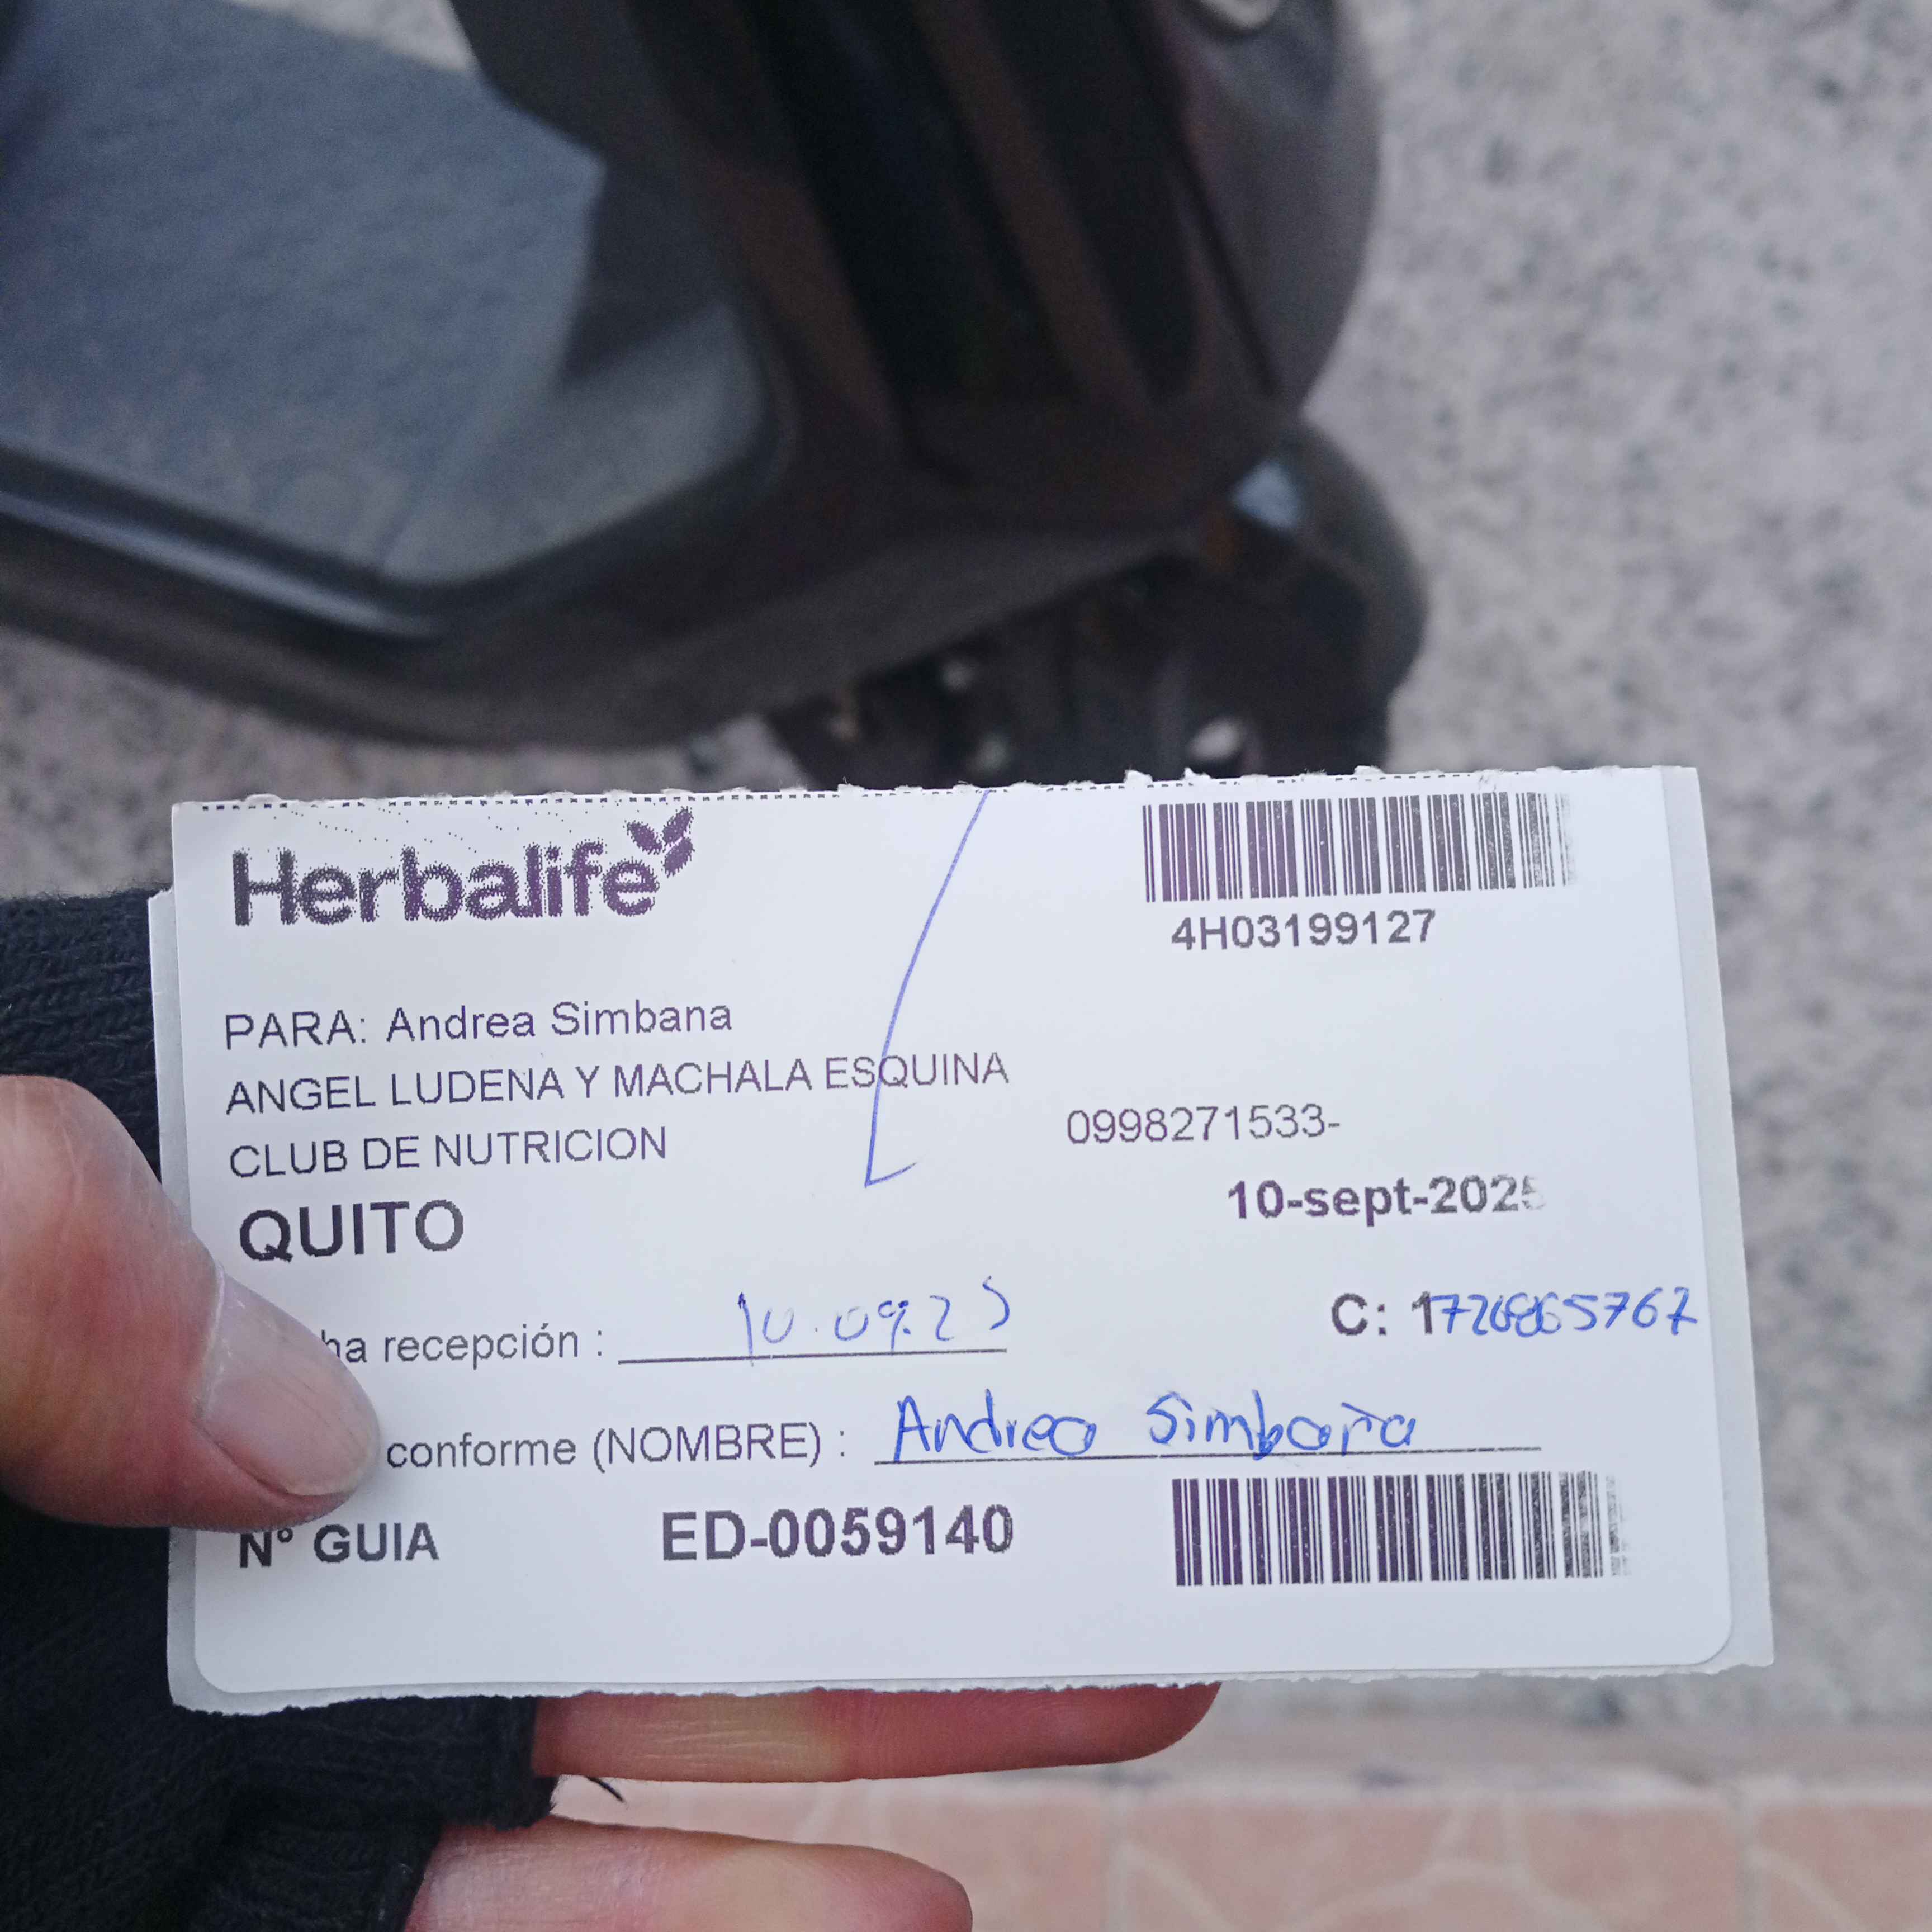 Herbalife
4H03199127
PARA: Andrea Simbana
ANGEL LUDENA Y MACHALA ESQUINA
CLUB DE NUTRICION
0998271533-
QUITO
10-sept-2025
recepción : 10.09.25
C: 1726865767
conforme (NOMBRE) : Andrea Simbaña
N° GUIA ED-0059140